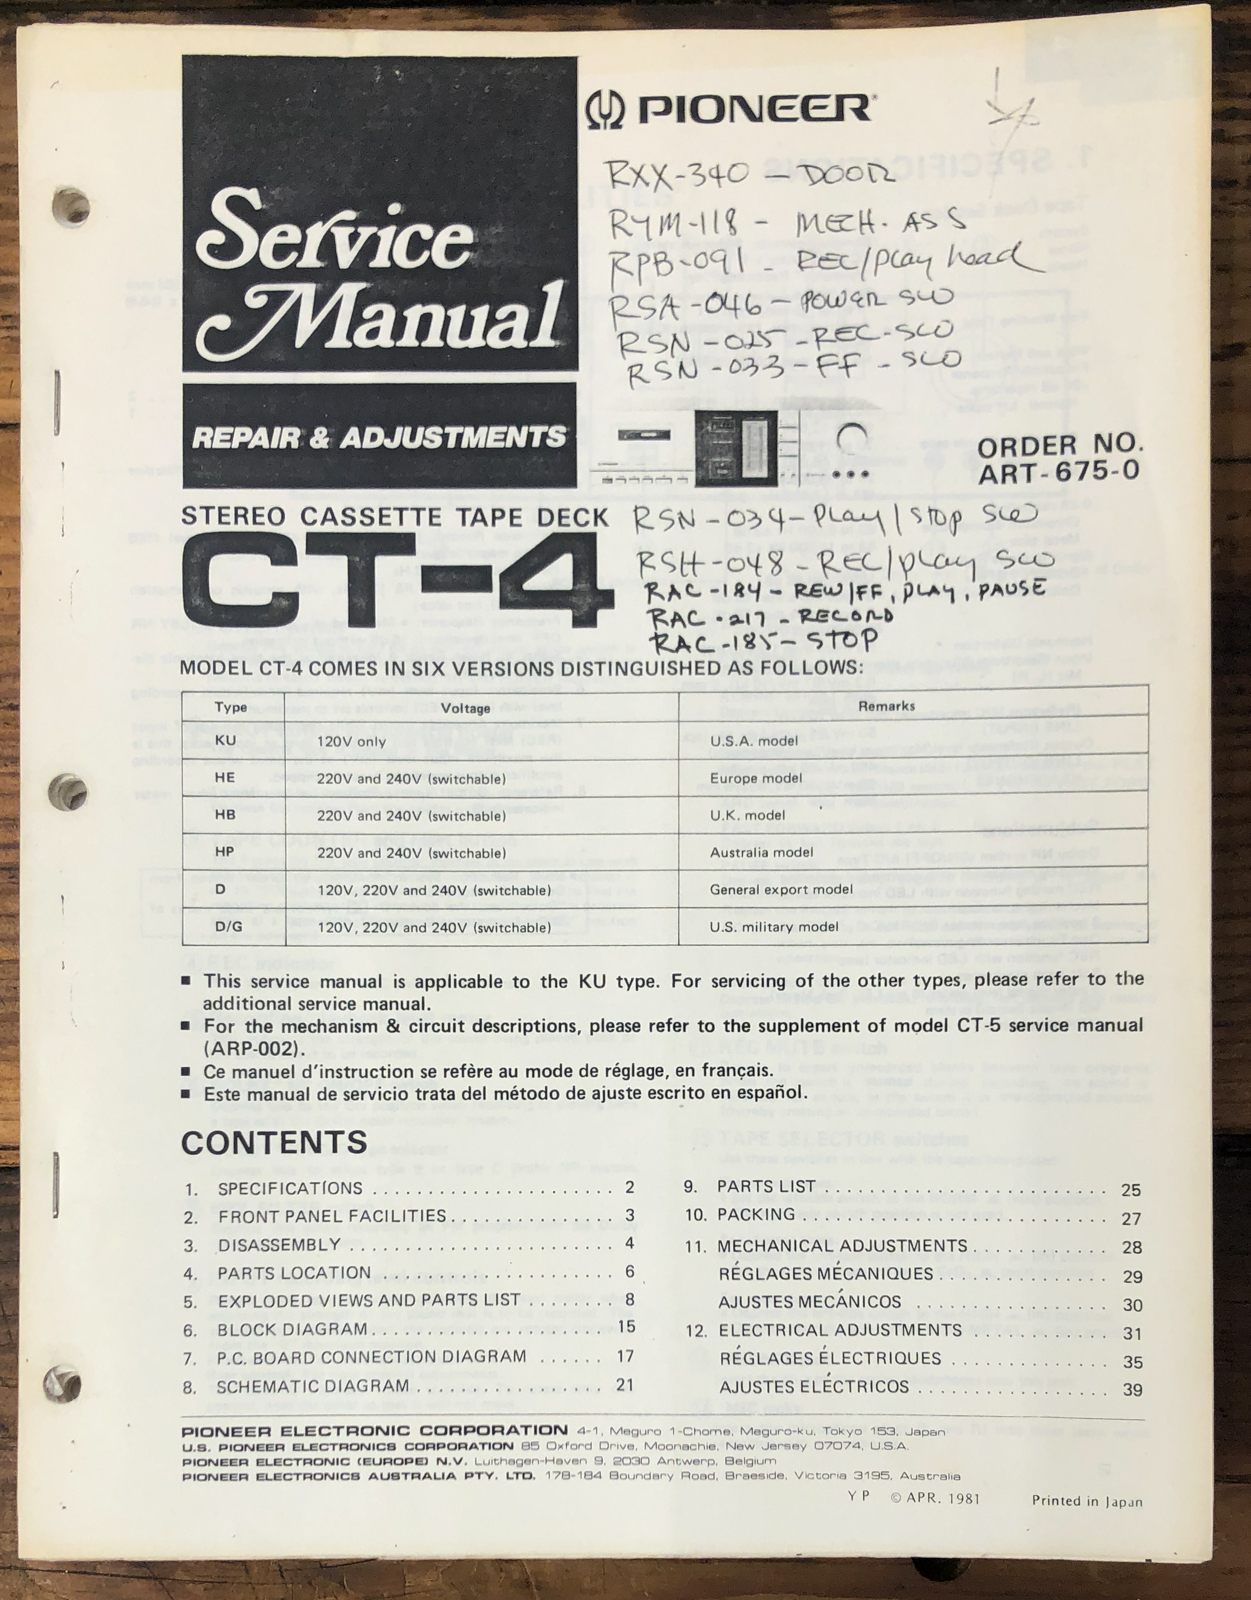 Service
Manual
PIONEER
RXX-340 - DOOR
RYM-118 - MECH. ASS
RPB-091 - REC/Play head
RSA-046 - POWER SW
RSN-025 - REC-SW
RSN-033 - FF - SW
REPAIR & ADJUSTMENTS
ORDER NO.
ART-675-0
STEREO CASSETTE TAPE DECK
CT-4
RSN-034 - Play/Stop SW
RSH-048 - REC/play SW
RAC-184 - REW/FF, PLAY, PAUSE
RAC-217 - RECORD
RAC-185 - STOP
MODEL CT-4 COMES IN SIX VERSIONS DISTINGUISHED AS FOLLOWS:
Type Voltage Remarks
KU 120V only U.S.A. model
HE 220V and 240V (switchable) Europe model
HB 220V and 240V (switchable) U.K. model
HP 220V and 240V (switchable) Australia model
D 120V, 220V and 240V (switchable) General export model
D/G 120V, 220V and 240V (switchable) U.S. military model
■ This service manual is applicable to the KU type. For servicing of the other types, please refer to the
additional service manual.
■ For the mechanism & circuit descriptions, please refer to the supplement of model CT-5 service manual
(ARP-002).
■ Ce manuel d'instruction se refère au mode de réglage, en français.
■ Este manual de servicio trata del método de ajuste escrito en español.
CONTENTS
1. SPECIFICATIONS . . . . . . . . . . . . . . . . . . . . . . . . 2
2. FRONT PANEL FACILITIES. . . . . . . . . . . . . . . . . 3
3. DISASSEMBLY . . . . . . . . . . . . . . . . . . . . . . . . . . 4
4. PARTS LOCATION . . . . . . . . . . . . . . . . . . . . . . . 6
5. EXPLODED VIEWS AND PARTS LIST . . . . . . . . 8
6. BLOCK DIAGRAM. . . . . . . . . . . . . . . . . . . . . . . . 15
7. P.C. BOARD CONNECTION DIAGRAM . . . . . . 17
8. SCHEMATIC DIAGRAM . . . . . . . . . . . . . . . . . . . 21
9. PARTS LIST . . . . . . . . . . . . . . . . . . . . . . . . . . 25
10. PACKING . . . . . . . . . . . . . . . . . . . . . . . . . . . . 27
11. MECHANICAL ADJUSTMENTS. . . . . . . . . . . . . 28
RÉGLAGES MÉCANIQUES . . . . . . . . . . . . . . . . 29
AJUSTES MECÁNICOS . . . . . . . . . . . . . . . . . . 30
12. ELECTRICAL ADJUSTMENTS . . . . . . . . . . . . 31
RÉGLAGES ÉLECTRIQUES . . . . . . . . . . . . . . . 35
AJUSTES ELÉCTRICOS . . . . . . . . . . . . . . . . . . 39
PIONEER ELECTRONIC CORPORATION 4-1, Meguro 1-Chome, Meguro-ku, Tokyo 153, Japan
U.S. PIONEER ELECTRONICS CORPORATION 85 Oxford Drive, Moonachie, New Jersey 07074, U.S.A.
PIONEER ELECTRONIC (EUROPE) N.V. Luithagen-Haven 9, 2030 Antwerp, Belgium
PIONEER ELECTRONICS AUSTRALIA PTY. LTD. 178-184 Boundary Road, Braeside, Victoria 3195, Australia
YP © APR. 1981 Printed in Japan